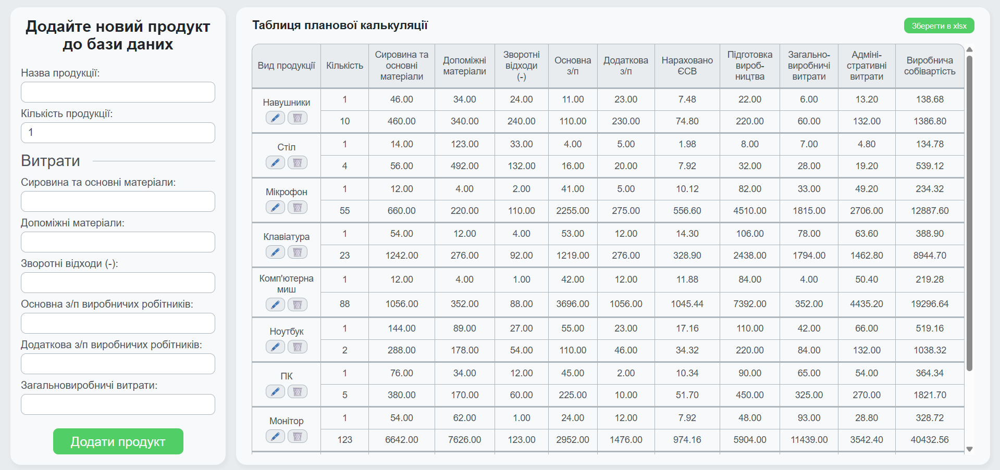 Додайте новий продукт
до бази даних
Назва продукції:
Кількість продукції:
1
Витрати
Сировина та основні матеріали:
Допоміжні матеріали:
Зворотні відходи (-):
Основна з/п виробничих робітників:
Додаткова з/п виробничих робітників:
Загальновиробничі витрати:
Додати продукт
Таблиця планової калькуляції
Зберегти в xlsx
Вид продукції Кількість Сировина та основні матеріали Допоміжні матеріали Зворотні відходи (-) Основна з/п Додаткова з/п Нараховано ЄСВ Підготовка вироб-ництва Загально-виробничі витрати Адміні-стративні витрати Виробнича собівартість
Навушники
1 46.00 34.00 24.00 11.00 23.00 7.48 22.00 6.00 13.20 138.68
10 460.00 340.00 240.00 110.00 230.00 74.80 220.00 60.00 132.00 1386.80
Стіл
1 14.00 123.00 33.00 4.00 5.00 1.98 8.00 7.00 4.80 134.78
4 56.00 492.00 132.00 16.00 20.00 7.92 32.00 28.00 19.20 539.12
Мікрофон
1 12.00 4.00 2.00 41.00 5.00 10.12 82.00 33.00 49.20 234.32
55 660.00 220.00 110.00 2255.00 275.00 556.60 4510.00 1815.00 2706.00 12887.60
Клавіатура
1 54.00 12.00 4.00 53.00 12.00 14.30 106.00 78.00 63.60 388.90
23 1242.00 276.00 92.00 1219.00 276.00 328.90 2438.00 1794.00 1462.80 8944.70
Комп'ютерна
миш
1 12.00 4.00 1.00 42.00 12.00 11.88 84.00 4.00 50.40 219.28
88 1056.00 352.00 88.00 3696.00 1056.00 1045.44 7392.00 352.00 4435.20 19296.64
Ноутбук
1 144.00 89.00 27.00 55.00 23.00 17.16 110.00 42.00 66.00 519.16
2 288.00 178.00 54.00 110.00 46.00 34.32 220.00 84.00 132.00 1038.32
ПК
1 76.00 34.00 12.00 45.00 2.00 10.34 90.00 65.00 54.00 364.34
5 380.00 170.00 60.00 225.00 10.00 51.70 450.00 325.00 270.00 1821.70
Монітор
1 54.00 62.00 1.00 24.00 12.00 7.92 48.00 93.00 28.80 328.72
123 6642.00 7626.00 123.00 2952.00 1476.00 974.16 5904.00 11439.00 3542.40 40432.56